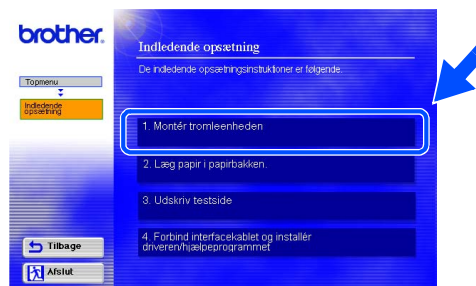 brother.
Indledende opsætning
De indledende opsætningsinstruktioner er følgende.
Topmenu
Indledende
opsætning
1. Montér tromleenheden
2. Læg papir i papirbakken.
3. Udskriv testside
4. Forbind interfacekablet og installér
driveren/hjælpeprogrammet
Tilbage
Afslut